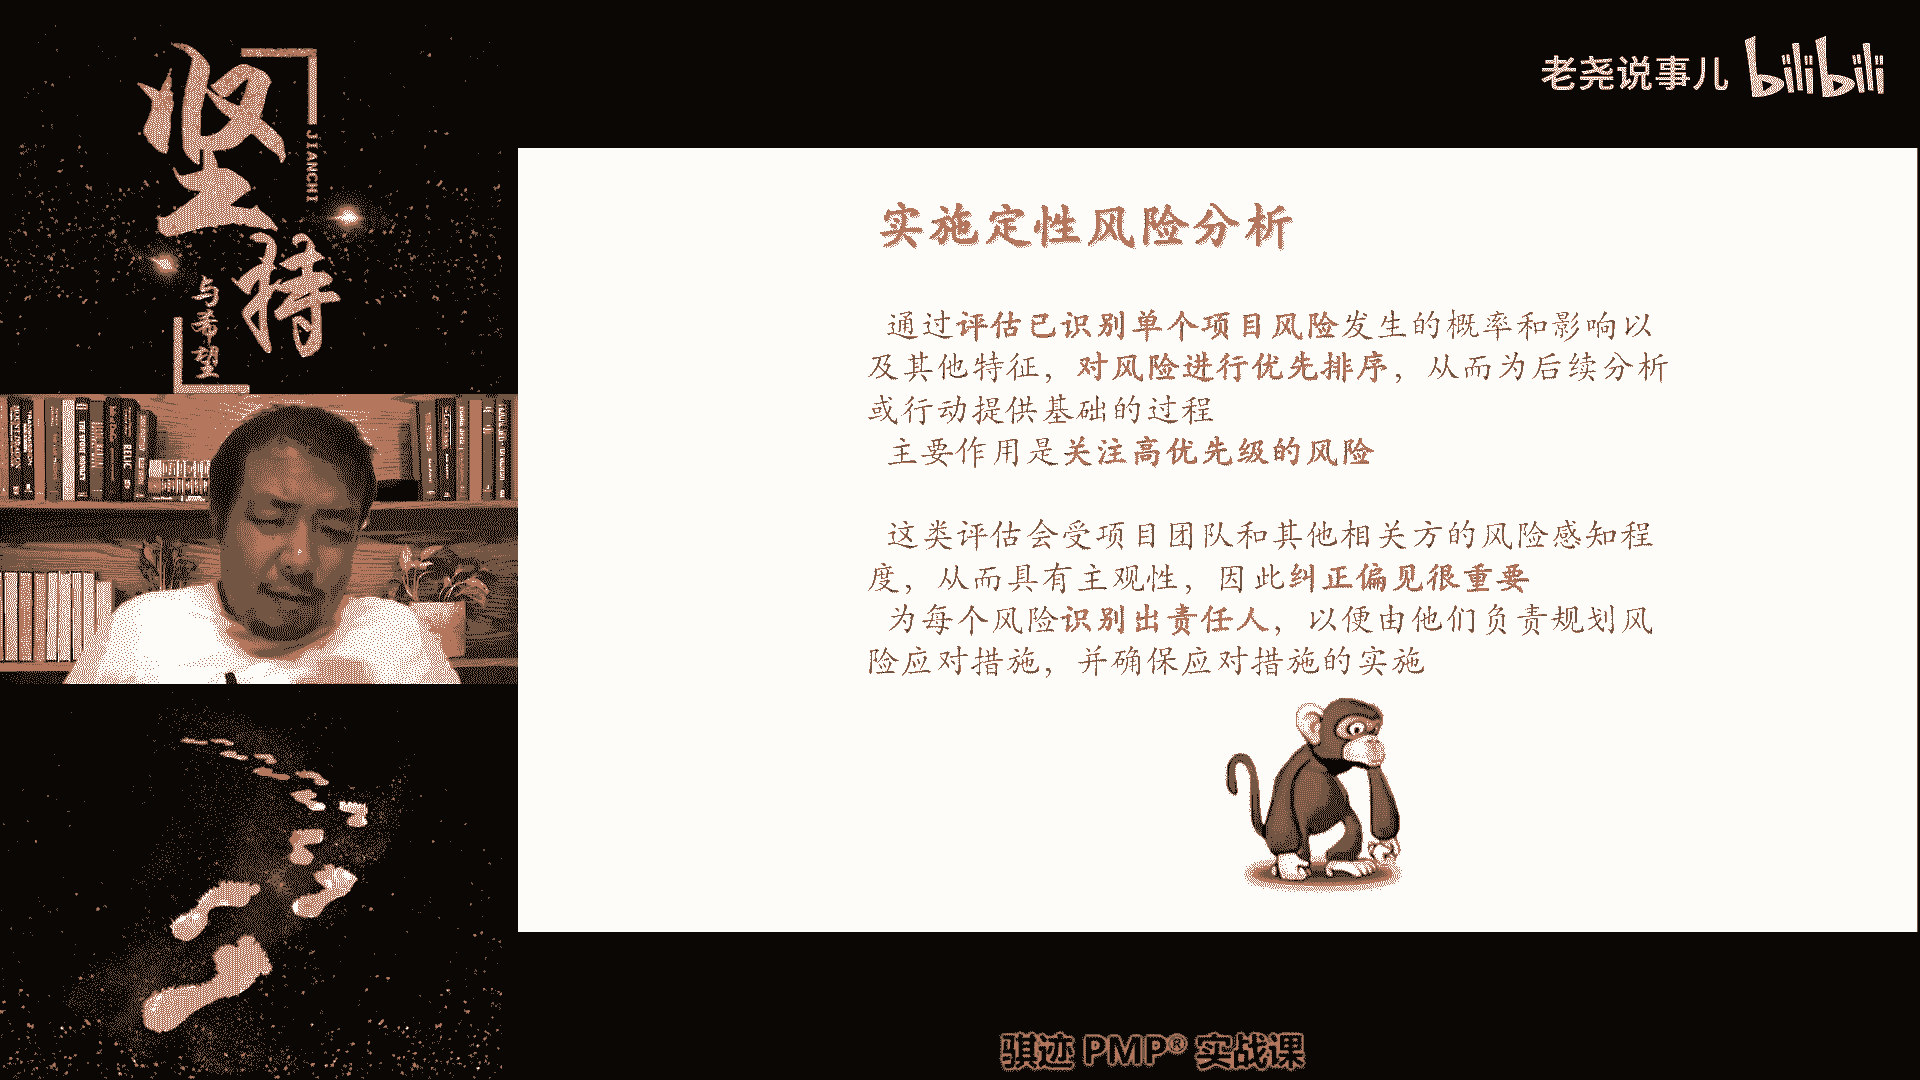 坚持
JIANCHI
与希望
老尧说事儿 bilibili
实施定性风险分析
通过评估已识别单个项目风险发生的概率和影响以
及其他特征，对风险进行优先排序，从而为后续分析
或行动提供基础的过程
主要作用是关注高优先级的风险
这类评估会受项目团队和其他相关方的风险感知程
度，从而具有主观性，因此纠正偏见很重要
为每个风险识别出责任人，以便由他们负责规划风
险应对措施，并确保应对措施的实施
骐迹 PMP® 实战课